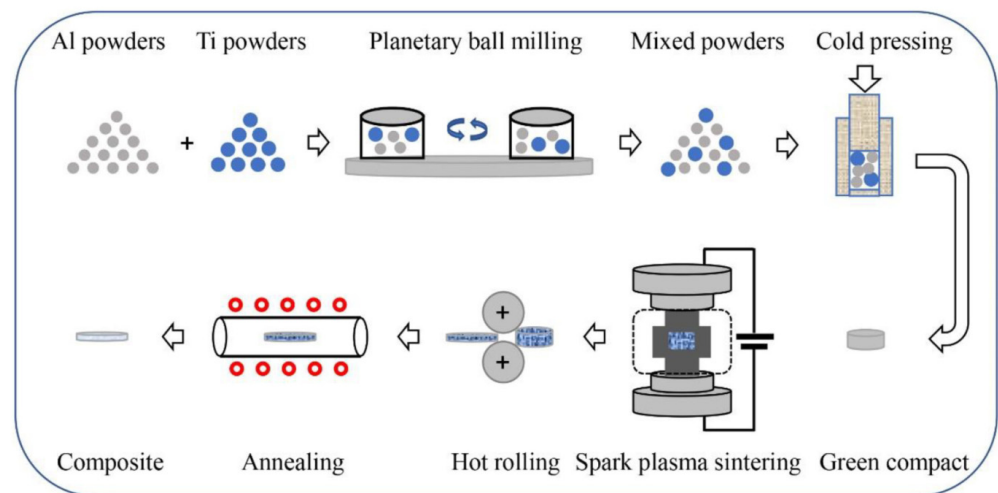 Al powders
Ti powders
Planetary ball milling
Mixed powders
Cold pressing
+
+
+
Composite
Annealing
Hot rolling
Spark plasma sintering
Green compact